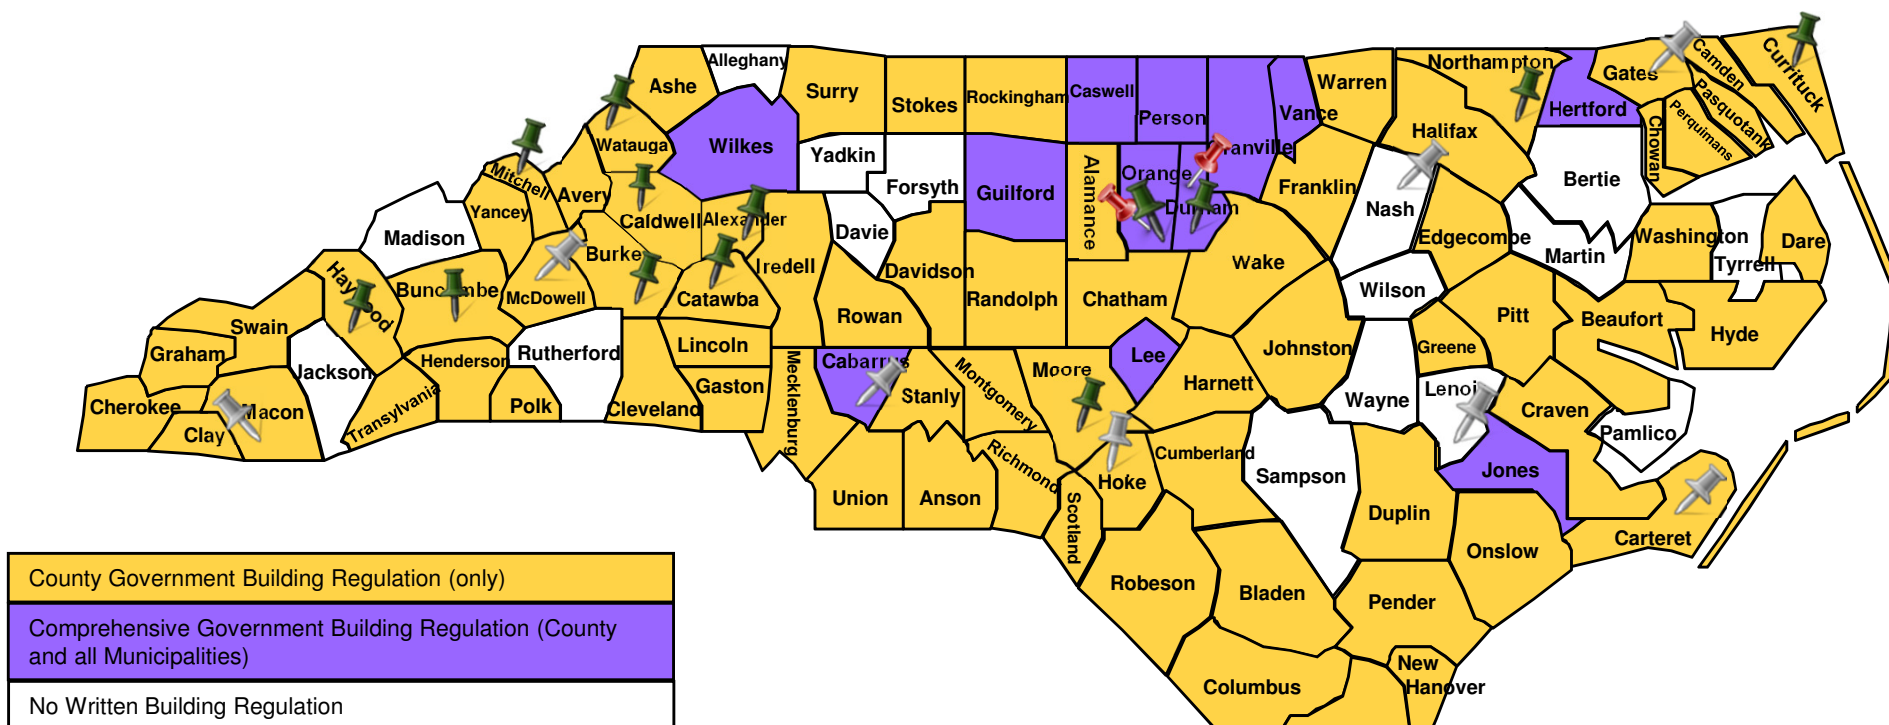 Alleghany
Ashe
Surry
Stokes
Rockingham
Caswell
Person
Granville
Vance
Warren
Northampton
Hertford
Gates
Camden
Currituck
Pasquotank
Perquimans
Chowan
Watauga
Wilkes
Yadkin
Forsyth
Guilford
Alamance
Orange
Durham
Franklin
Halifax
Nash
Bertie
Mitchell
Avery
Yancey
Caldwell
Alexander
Davie
Davidson
Iredell
Madison
Burke
McDowell
Buncombe
Haywood
Catawba
Rowan
Randolph
Chatham
Wake
Wilson
Edgecombe
Martin
Washington
Tyrrell
Dare
Swain
Graham
Jackson
Henderson
Rutherford
Lincoln
Gaston
Cleveland
Polk
Transylvania
Macon
Clay
Cherokee
Mecklenburg
Cabarrus
Stanly
Montgomery
Moore
Lee
Harnett
Johnston
Greene
Pitt
Beaufort
Hyde
Wayne
Lenoir
Craven
Pamlico
Jones
Carteret
Union
Anson
Richmond
Scotland
Hoke
Cumberland
Sampson
Duplin
Onslow
Robeson
Bladen
Pender
Columbus
New
Hanover
County Government Building Regulation (only)
Comprehensive Government Building Regulation (County
and all Municipalities)
No Written Building Regulation